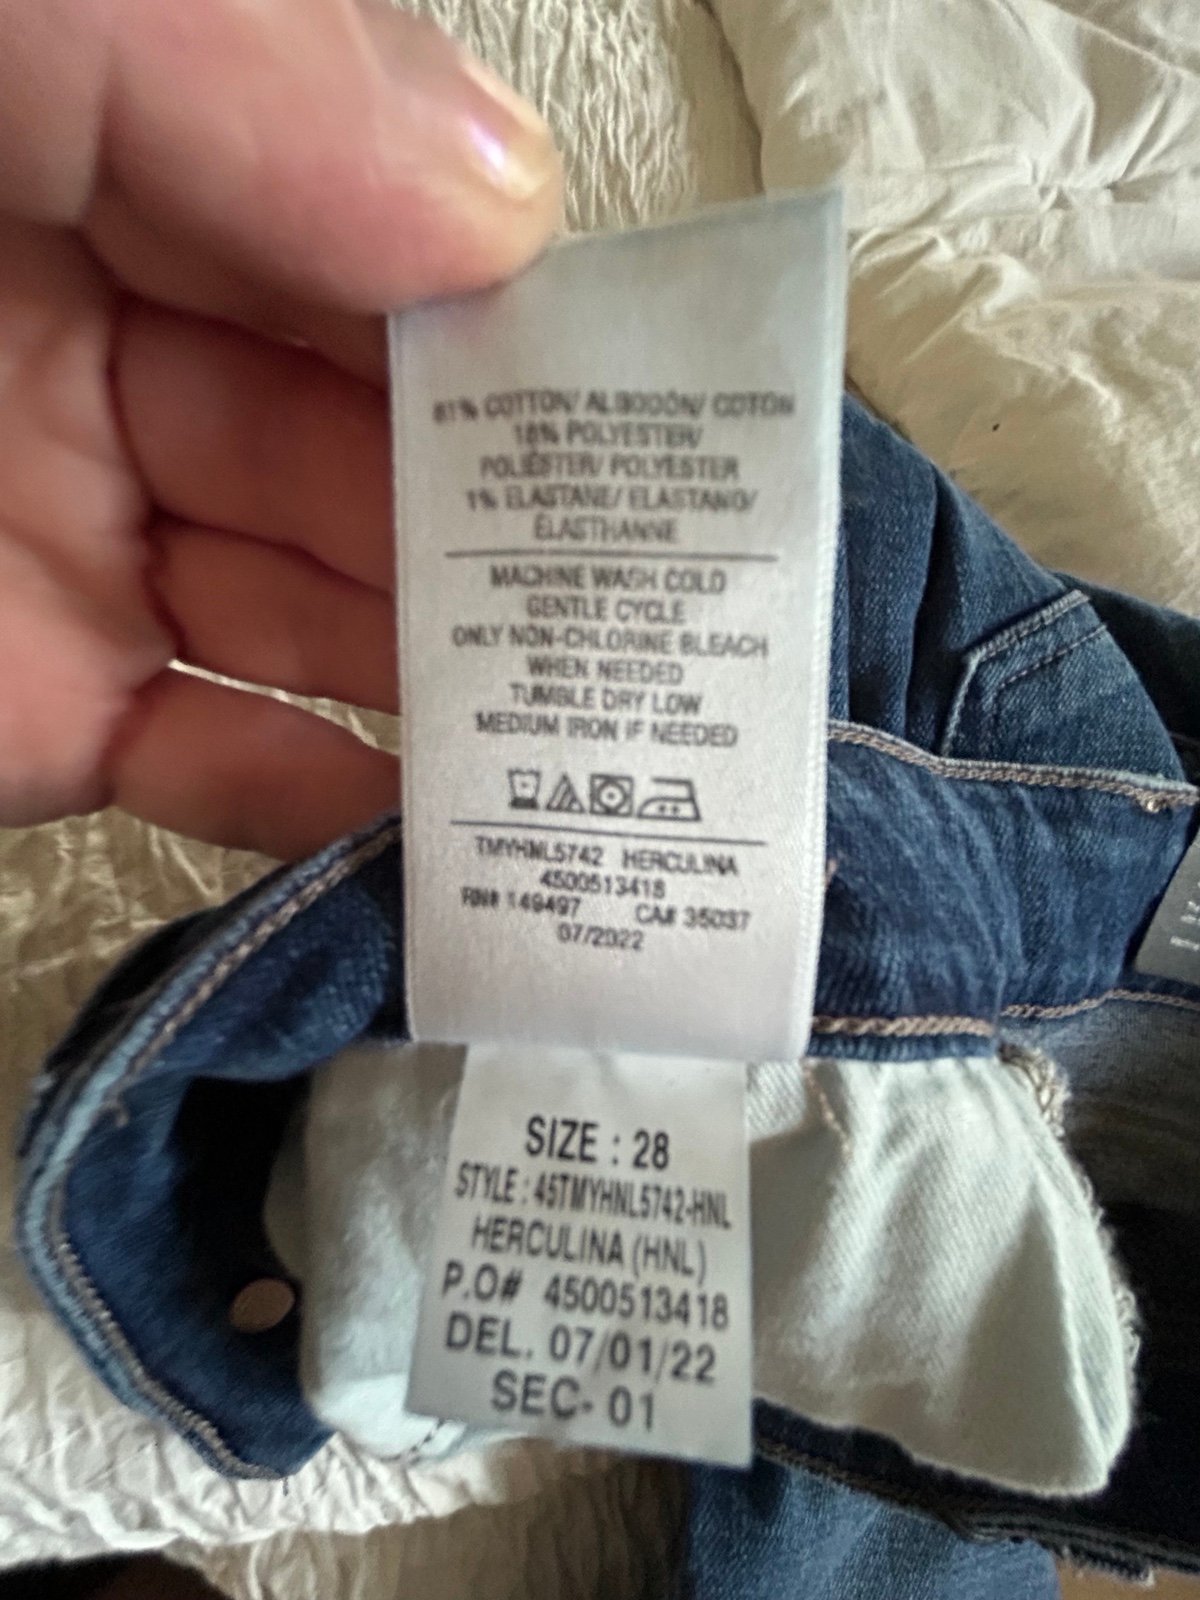 81% COTTON/ ALGODÓN/ COTON
18% POLYESTER/
POLIÉSTER/ POLYESTER
1% ELASTANE/ ELASTANO/
ÉLASTHANNE
MACHINE WASH COLD
GENTLE CYCLE
ONLY NON-CHLORINE BLEACH
WHEN NEEDED
TUMBLE DRY LOW
MEDIUM IRON IF NEEDED
TMYHNL5742 HERCULINA
4500513418
RN# 149497 CA# 35037
07/2022
SIZE : 28
STYLE : 45TMYHNL5742-HNL
HERCULINA (HNL)
P.O# 4500513418
DEL. 07/01/22
SEC- 01